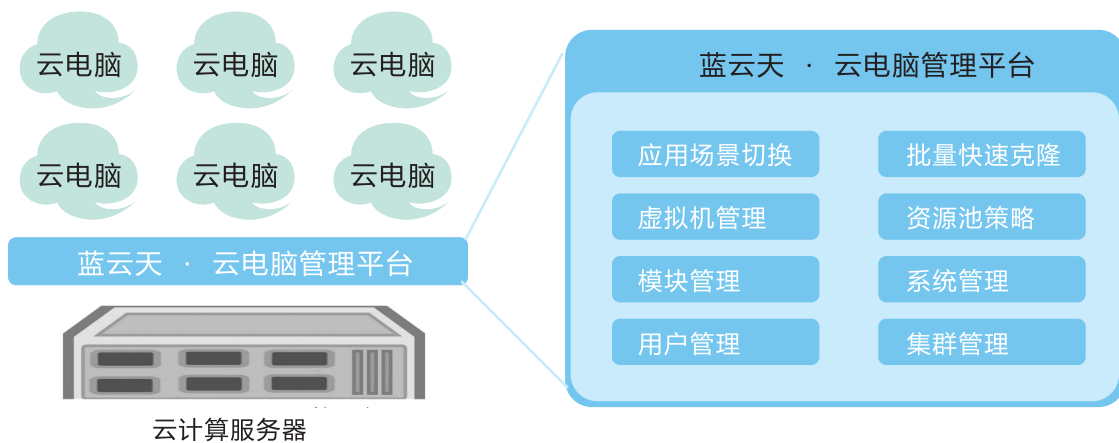 云电脑 云电脑 云电脑
云电脑 云电脑 云电脑
蓝云天 · 云电脑管理平台
云计算服务器
蓝云天 · 云电脑管理平台
应用场景切换 批量快速克隆
虚拟机管理 资源池策略
模块管理 系统管理
用户管理 集群管理